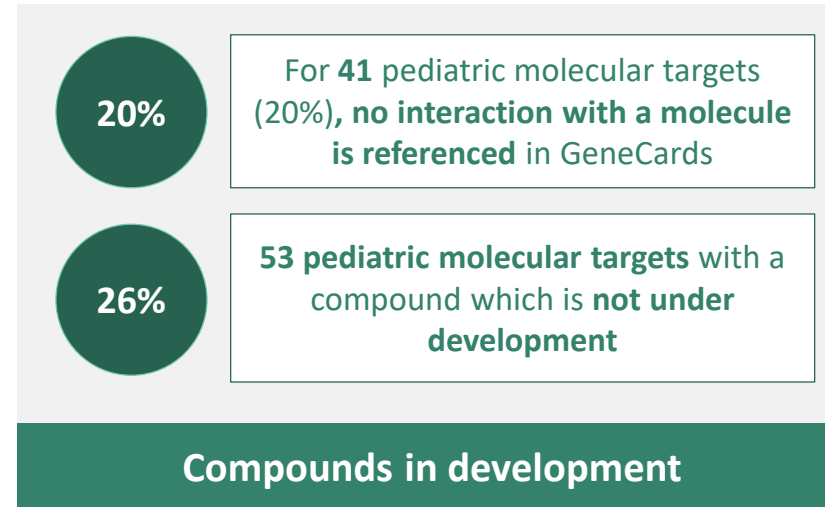 20%
For 41 pediatric molecular targets
(20%), no interaction with a molecule
is referenced in GeneCards
26%
53 pediatric molecular targets with a
compound which is not under
development
Compounds in development